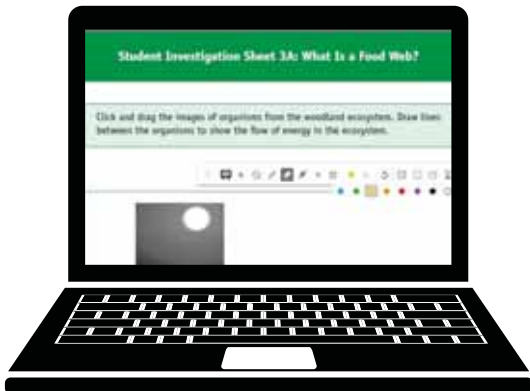 Student Investigation Sheet 3A: What Is a Food Web?
Click and drag the images of organisms from the woodland ecosystem. Draw lines
between the organisms to show the flow of energy in the ecosystem.